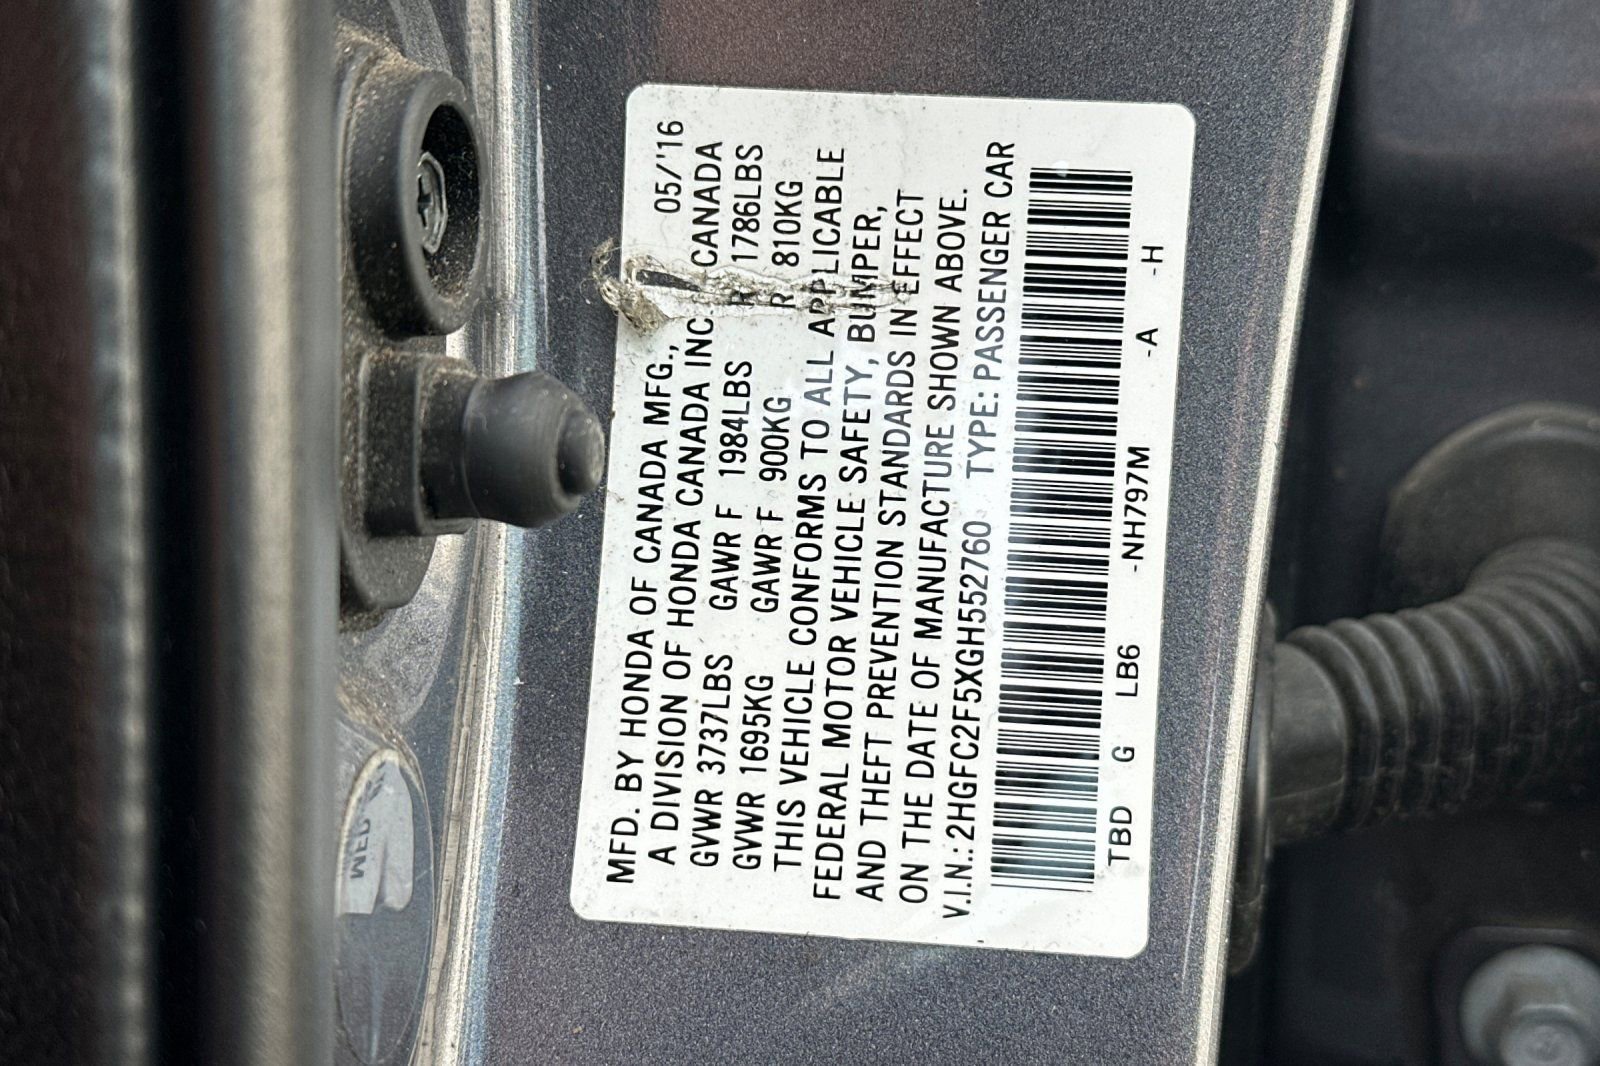 MFD. BY HONDA OF CANADA MFG., 05/'16
A DIVISION OF HONDA CANADA INC. CANADA
GVWR 3737LBS GAWR F 1984LBS R 1786LBS
GVWR 1695KG GAWR F 900KG R 810KG
THIS VEHICLE CONFORMS TO ALL APPLICABLE
FEDERAL MOTOR VEHICLE SAFETY, BUMPER,
AND THEFT PREVENTION STANDARDS IN EFFECT
ON THE DATE OF MANUFACTURE SHOWN ABOVE.
V.I.N.: 2HGFC2F5XGH552760 TYPE: PASSENGER CAR
TBD G LB6 -NH797M -A -H